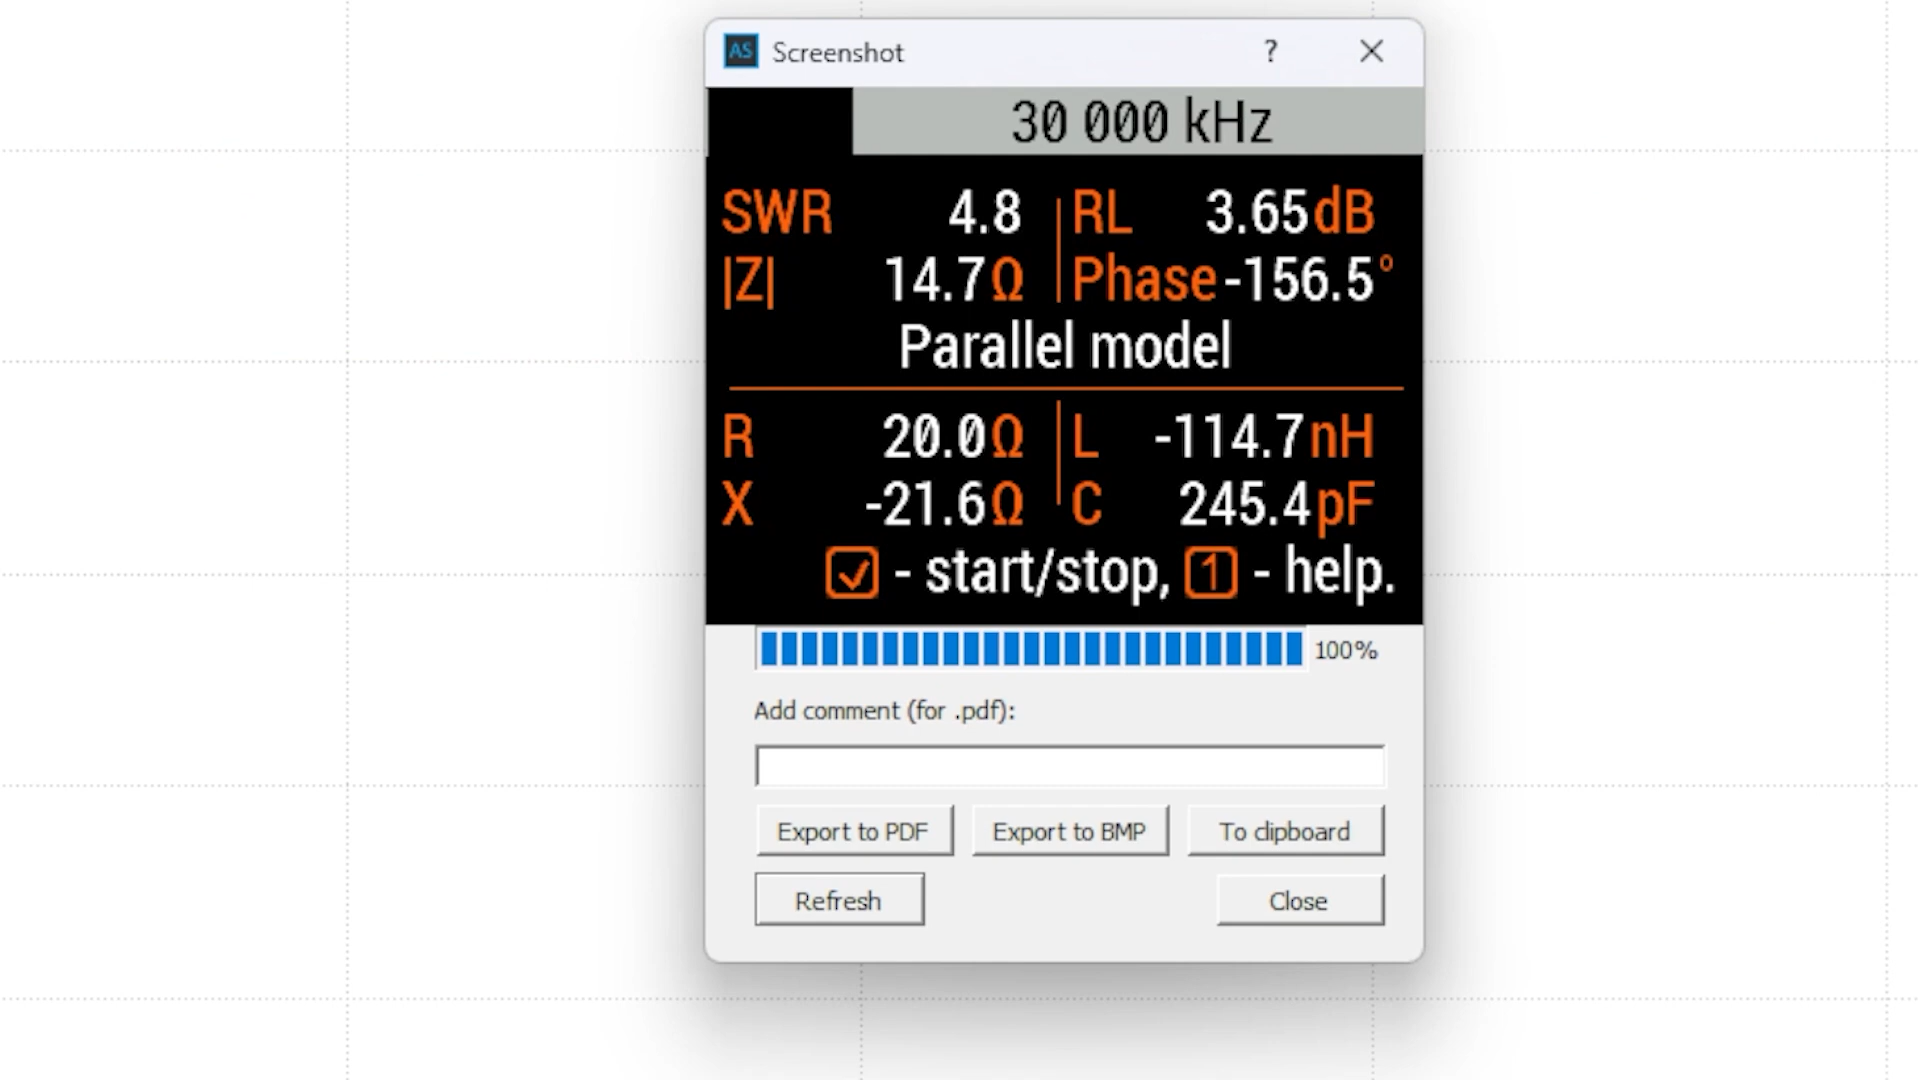 AS Screenshot ?
30 000 kHz
SWR 4.8 RL 3.65dB
|Z| 14.7Ω Phase -156.5°
Parallel model
R 20.0Ω L -114.7nH
X -21.6Ω C 245.4pF
- start/stop, 1 - help.
100%
Add comment (for .pdf):
Export to PDF Export to BMP To clipboard
Refresh Close